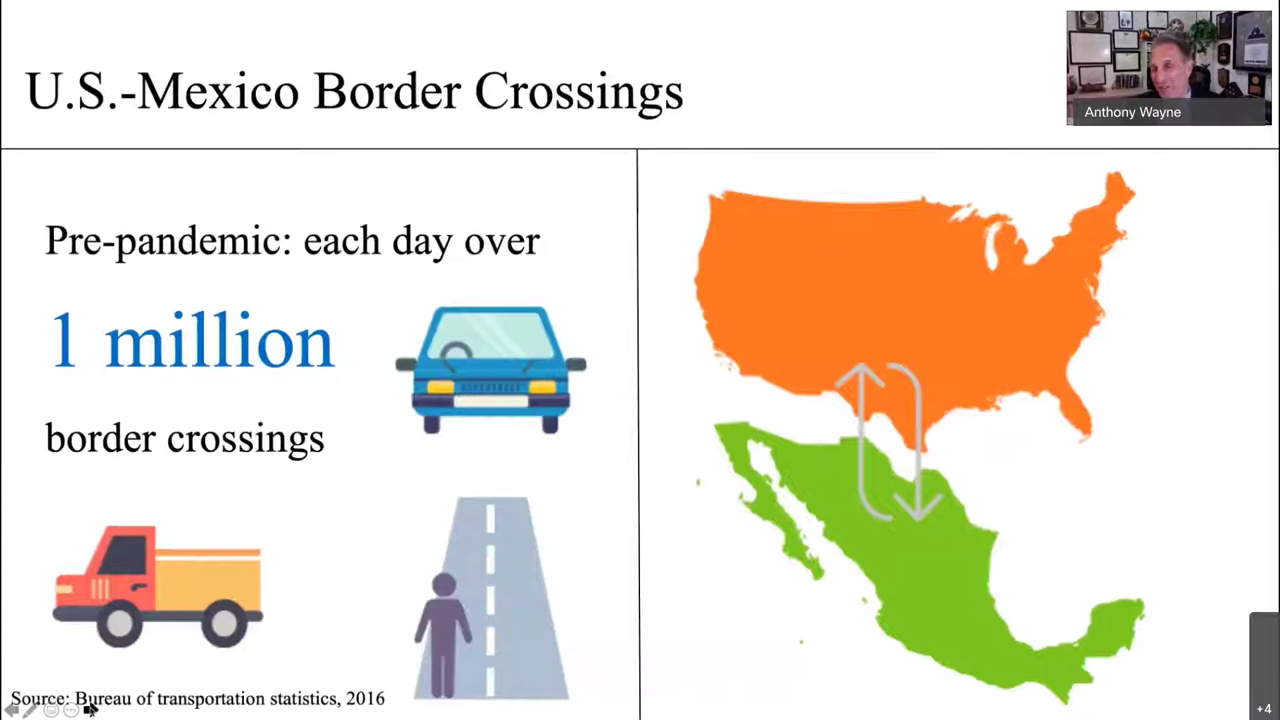 U.S.-Mexico Border Crossings
Anthony Wayne
Pre-pandemic: each day over
1 million
border crossings
Source: Bureau of transportation statistics, 2016
+4